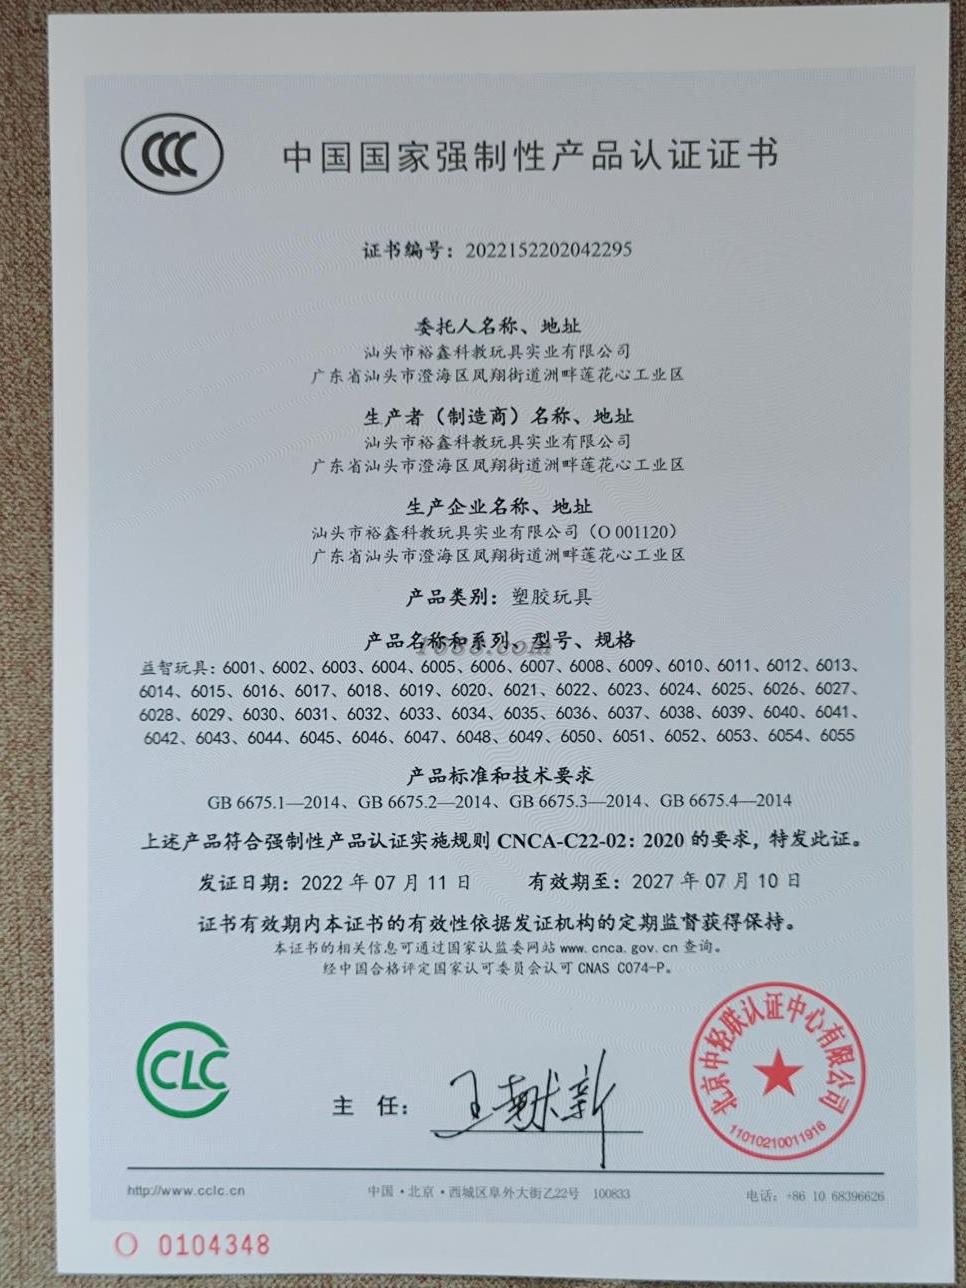 CCC
中国国家强制性产品认证证书
证书编号：2022152202042295
委托人名称、地址
汕头市裕鑫科教玩具实业有限公司
广东省汕头市澄海区凤翔街道洲畔莲花心工业区
生产者（制造商）名称、地址
汕头市裕鑫科教玩具实业有限公司
广东省汕头市澄海区凤翔街道洲畔莲花心工业区
生产企业名称、地址
汕头市裕鑫科教玩具实业有限公司（O 001120）
广东省汕头市澄海区凤翔街道洲畔莲花心工业区
产品类别：塑胶玩具
产品名称和系列、型号、规格
益智玩具：6001、6002、6003、6004、6005、6006、6007、6008、6009、6010、6011、6012、6013、
6014、6015、6016、6017、6018、6019、6020、6021、6022、6023、6024、6025、6026、6027、
6028、6029、6030、6031、6032、6033、6034、6035、6036、6037、6038、6039、6040、6041、
6042、6043、6044、6045、6046、6047、6048、6049、6050、6051、6052、6053、6054、6055
产品标准和技术要求
GB 6675.1—2014、GB 6675.2—2014、GB 6675.3—2014、GB 6675.4—2014
上述产品符合强制性产品认证实施规则 CNCA-C22-02：2020 的要求，特发此证。
发证日期：2022 年 07 月 11 日 有效期至：2027 年 07 月 10 日
证书有效期内本证书的有效性依据发证机构的定期监督获得保持。
本证书的相关信息可通过国家认监委网站 www.cnca.gov.cn 查询。
经中国合格评定国家认可委员会认可 CNAS C074-P。
CLC
主 任：王献新
北京中轻联认证中心有限公司
11010210011916
http://www.cclc.cn 中国·北京·西城区阜外大街乙22号 100833 电话：+86 10 68396626
O 0104348